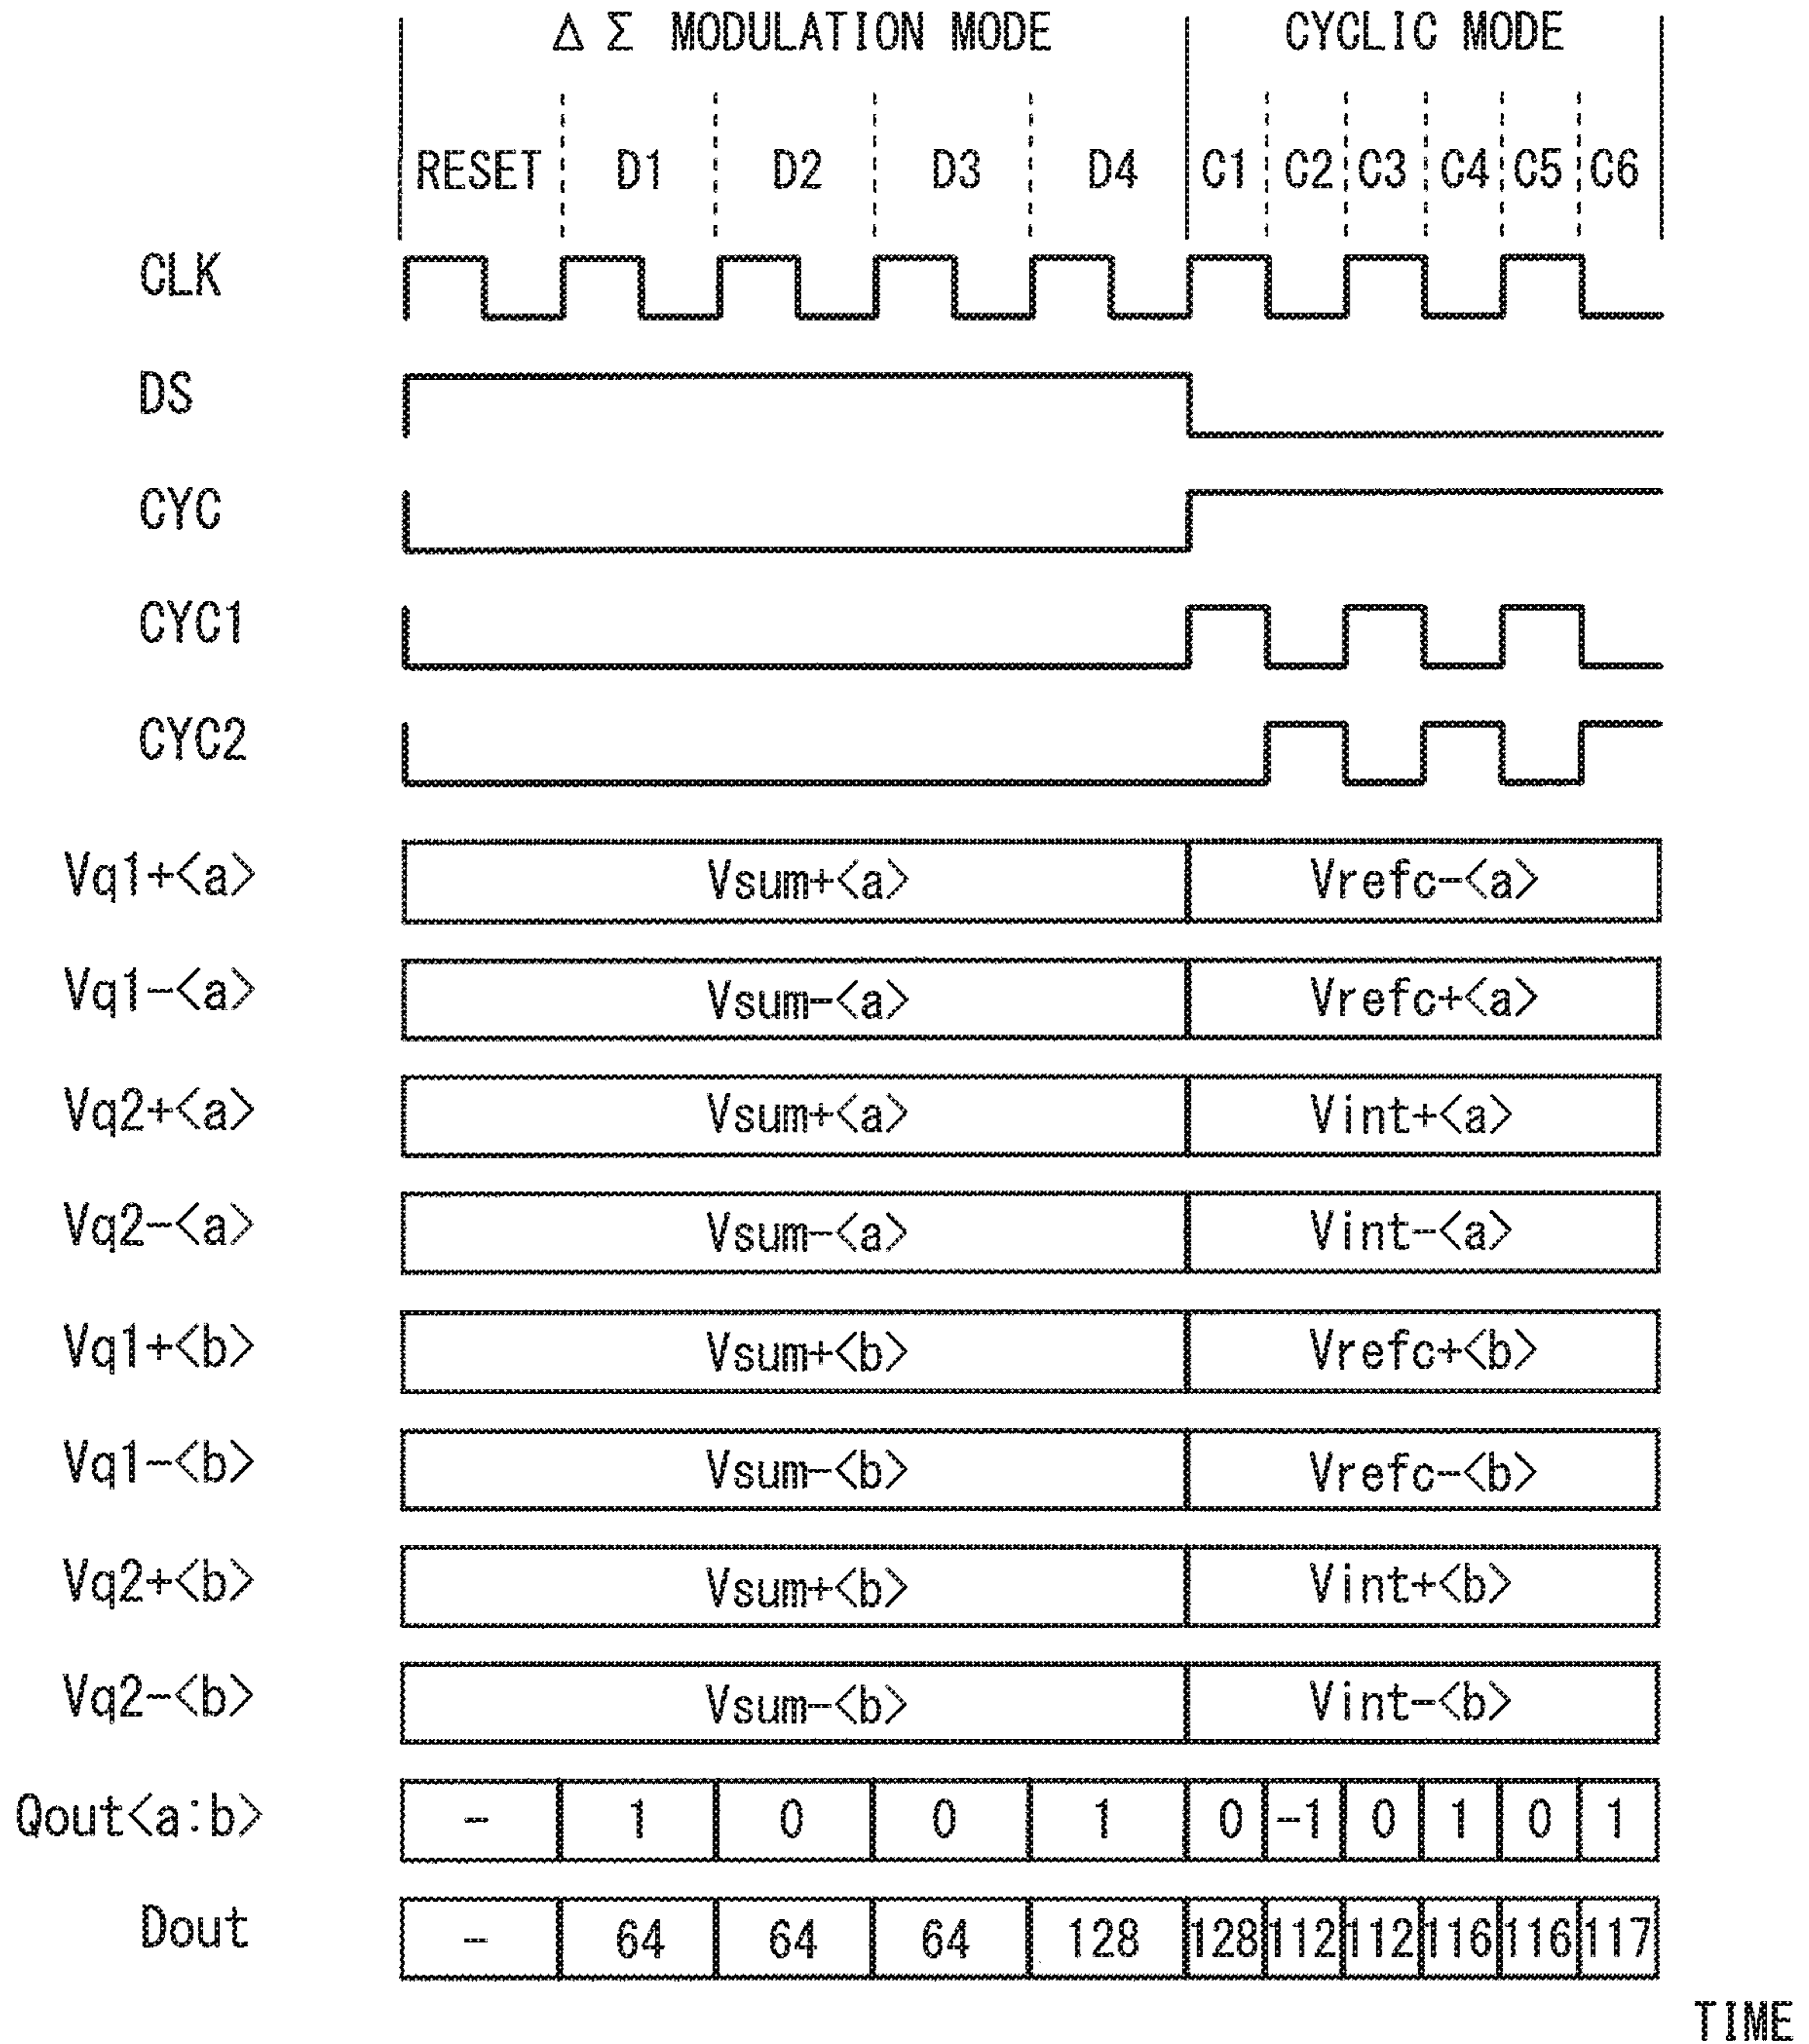 Δ Σ MODULATION MODE CYCLIC MODE
RESET D1 D2 D3 D4 C1 C2 C3 C4 C5 C6
CLK
DS
CYC
CYC1
CYC2
Vq1+<a> Vsum+<a> Vrefc-<a>
Vq1-<a> Vsum-<a> Vrefc+<a>
Vq2+<a> Vsum+<a> Vint+<a>
Vq2-<a> Vsum-<a> Vint-<a>
Vq1+<b> Vsum+<b> Vrefc+<b>
Vq1-<b> Vsum-<b> Vrefc-<b>
Vq2+<b> Vsum+<b> Vint+<b>
Vq2-<b> Vsum-<b> Vint-<b>
Qout<a:b> - 1 0 0 1 0 -1 0 1 0 1
Dout - 64 64 64 128 128 112 112 116 116 117
TIME